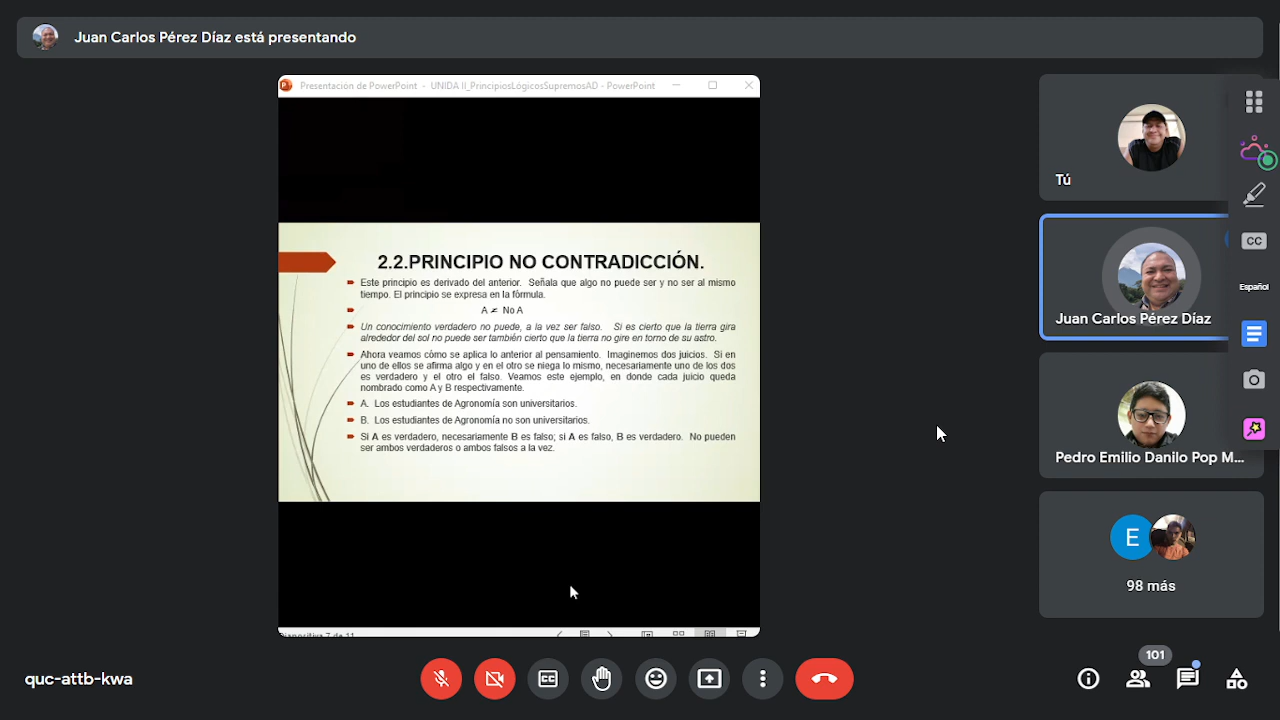 Juan Carlos Pérez Díaz está presentando
Presentación de PowerPoint - UNIDA II_PrincipiosLógicosSupremosAD - PowerPoint
2.2.PRINCIPIO NO CONTRADICCIÓN.
Este principio es derivado del anterior. Señala que algo no puede ser y no ser al mismo
tiempo. El principio se expresa en la fórmula.
A ≠ No A
Un conocimiento verdadero no puede, a la vez ser falso. Si es cierto que la tierra gira
alrededor del sol no puede ser también cierto que la tierra no gire en torno de su astro.
Ahora veamos cómo se aplica lo anterior al pensamiento. Imaginemos dos juicios. Si en
uno de ellos se afirma algo y en el otro se niega lo mismo, necesariamente uno de los dos
es verdadero y el otro el falso. Veamos este ejemplo, en donde cada juicio queda
nombrado como A y B respectivamente.
A. Los estudiantes de Agronomía son universitarios.
B. Los estudiantes de Agronomía no son universitarios.
Si A es verdadero, necesariamente B es falso; si A es falso, B es verdadero. No pueden
ser ambos verdaderos o ambos falsos a la vez.
Diapositiva 7 de 11
Tú
Juan Carlos Pérez Díaz
Pedro Emilio Danilo Pop M...
E
98 más
CC
Español
quc-attb-kwa
CC
101